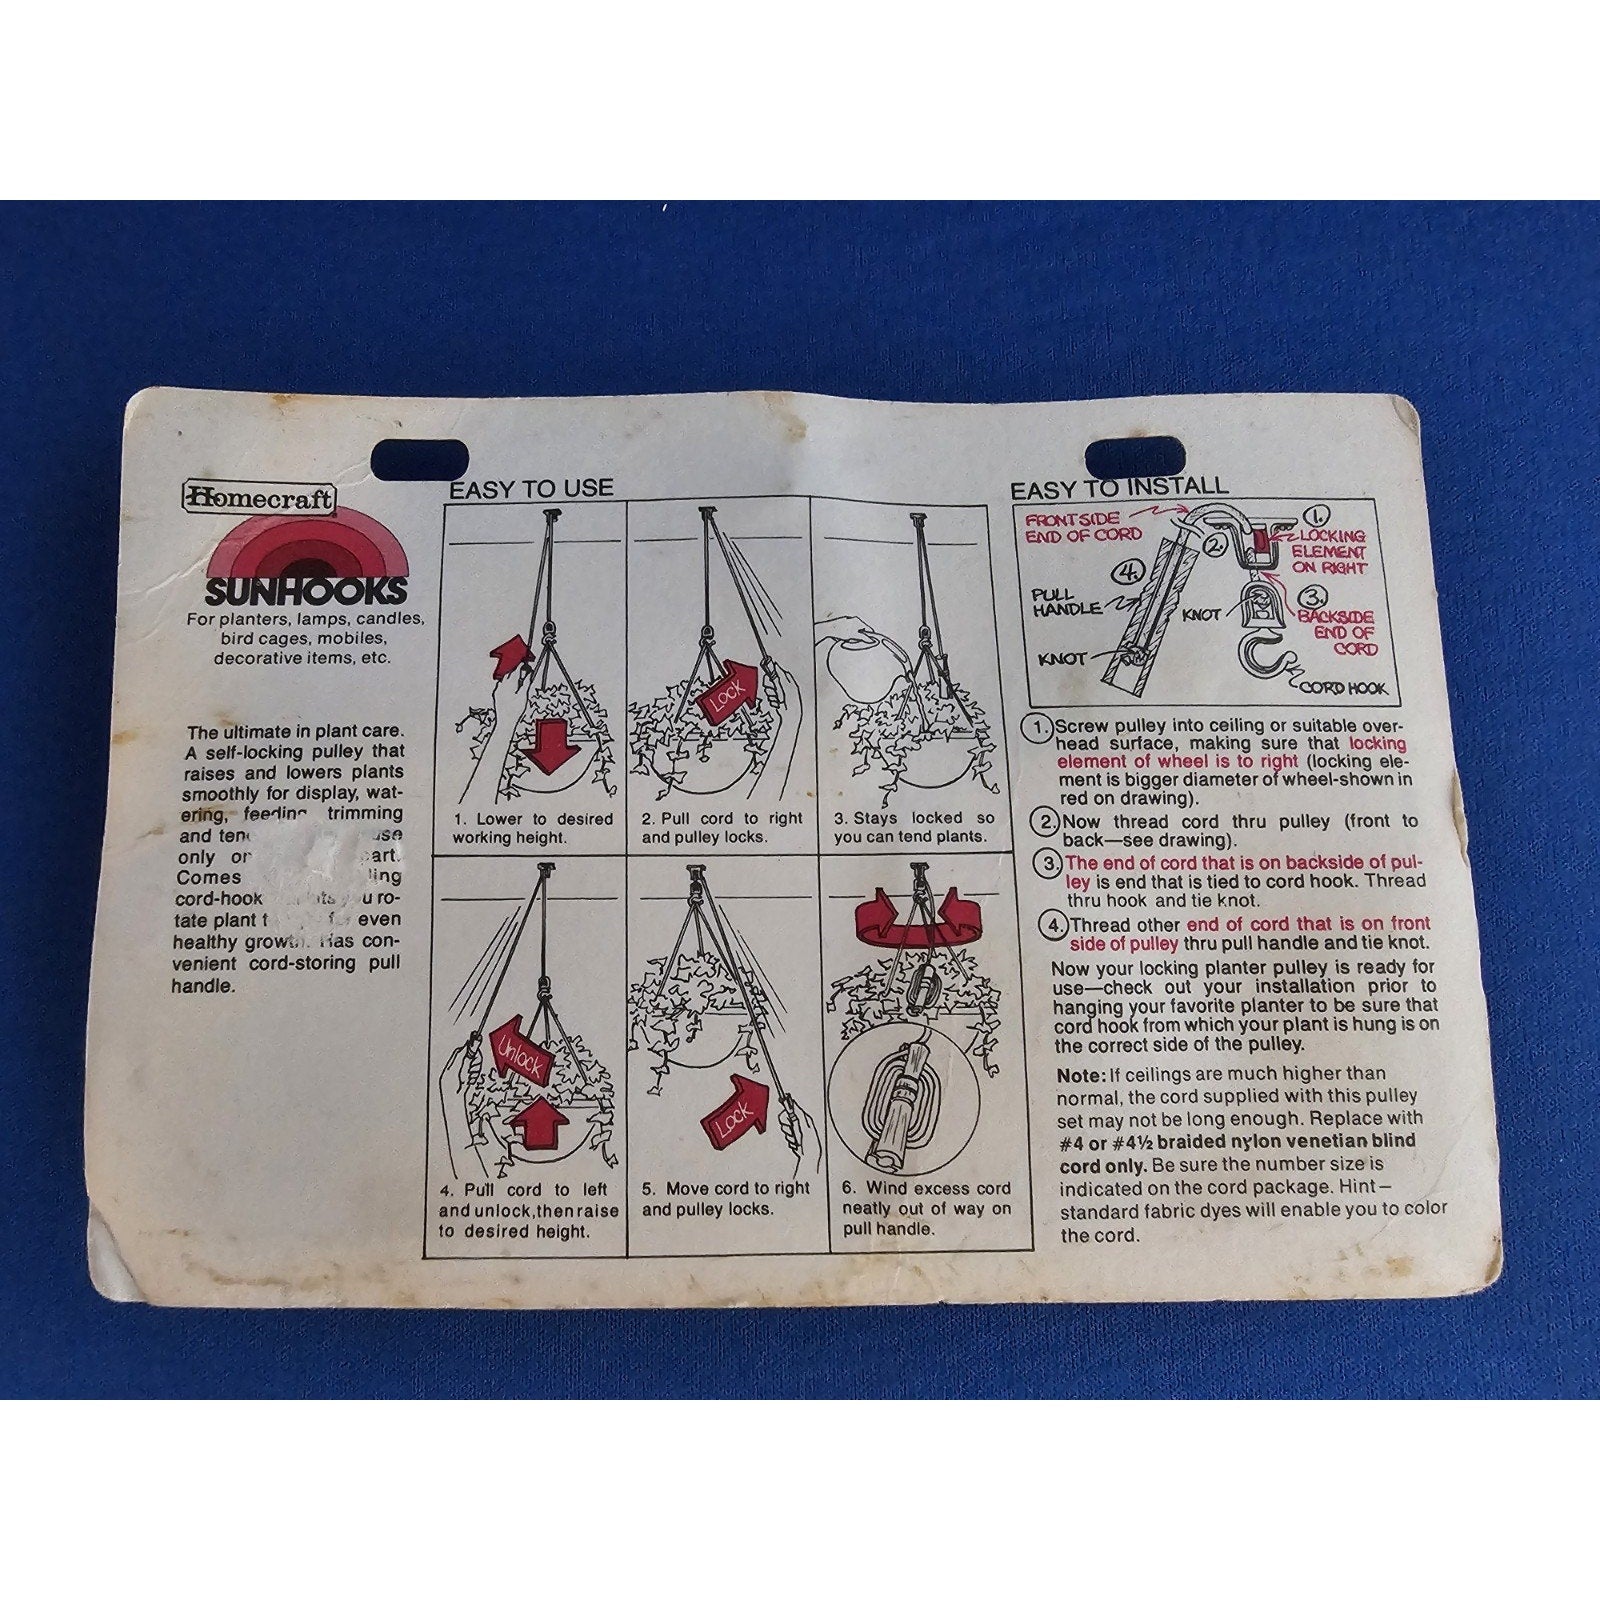 Homecraft
SUNHOOKS
For planters, lamps, candles,
bird cages, mobiles,
decorative items, etc.
The ultimate in plant care.
A self-locking pulley that
raises and lowers plants
smoothly for display, wat-
ering, feeding, trimming
and
only
Comes
cord-hook ro-
tate plant even
healthy growth. Has con-
venient cord-storing pull
handle.
EASY TO USE
1. Lower to desired
working height.
Lock
2. Pull cord to right
and pulley locks.
3. Stays locked so
you can tend plants.
Unlock
4. Pull cord to left
and unlock, then raise
to desired height.
Lock
5. Move cord to right
and pulley locks.
6. Wind excess cord
neatly out of way on
pull handle.
EASY TO INSTALL
FRONT SIDE
END OF CORD
1.
LOCKING
ELEMENT
ON RIGHT
2.
4.
PULL
HANDLE
KNOT
3.
BACKSIDE
END OF
CORD
KNOT
CORD HOOK
1. Screw pulley into ceiling or suitable over-
head surface, making sure that locking
element of wheel is to right (locking ele-
ment is bigger diameter of wheel-shown in
red on drawing).
2. Now thread cord thru pulley (front to
back—see drawing).
3. The end of cord that is on backside of pul-
ley is end that is tied to cord hook. Thread
thru hook and tie knot.
4. Thread other end of cord that is on front
side of pulley thru pull handle and tie knot.
Now your locking planter pulley is ready for
use—check out your installation prior to
hanging your favorite planter to be sure that
cord hook from which your plant is hung is on
the correct side of the pulley.
Note: If ceilings are much higher than
normal, the cord supplied with this pulley
set may not be long enough. Replace with
#4 or #4½ braided nylon venetian blind
cord only. Be sure the number size is
indicated on the cord package. Hint—
standard fabric dyes will enable you to color
the cord.